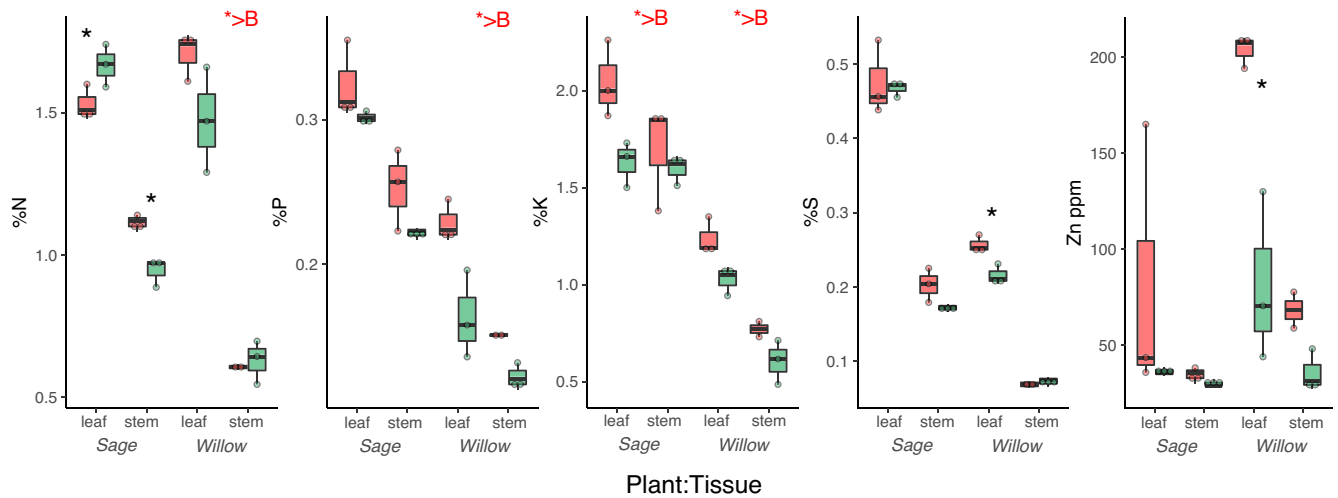 *>B
*>B
*>B
*>B
%N
1.5
1.0
0.5
*
*
leaf stem leaf stem
Sage Willow
%P
0.3
0.2
leaf stem leaf stem
Sage Willow
%K
2.0
1.5
1.0
0.5
leaf stem leaf stem
Sage Willow
%S
0.5
0.4
0.3
0.2
0.1
*
leaf stem leaf stem
Sage Willow
Zn ppm
200
150
100
50
*
leaf stem leaf stem
Sage Willow
Plant:Tissue